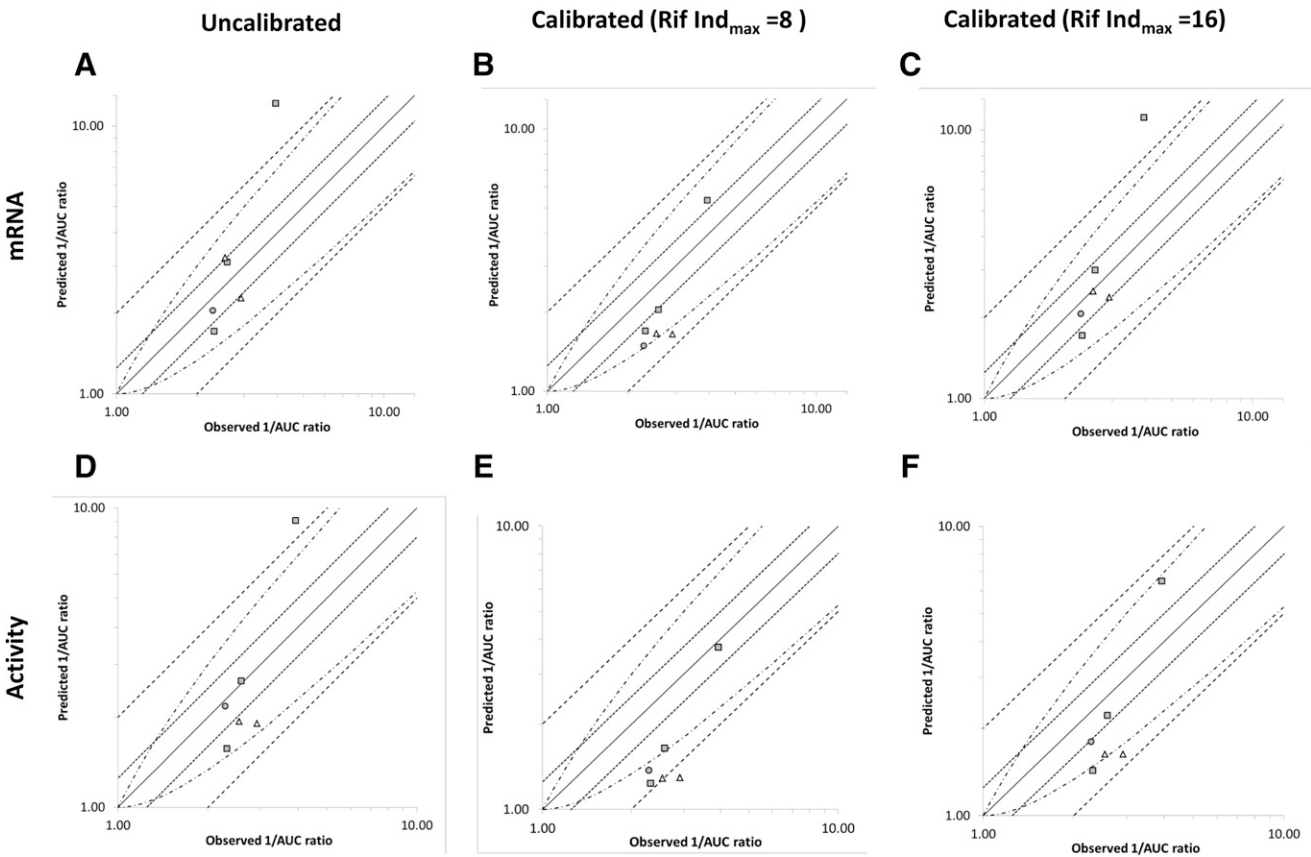 Uncalibrated
Calibrated (Rif Indmax =8 )
Calibrated (Rif Indmax =16)
mRNA
A
10.00
Predicted 1/AUC ratio
1.00
1.00
10.00
Observed 1/AUC ratio
B
10.00
Predicted 1/AUC ratio
1.00
1.00
10.00
Observed 1/AUC ratio
C
10.00
Predicted 1/AUC ratio
1.00
1.00
10.00
Observed 1/AUC ratio
Activity
D
10.00
Predicted 1/AUC ratio
1.00
1.00
10.00
Observed 1/AUC ratio
E
10.00
Predicted 1/AUC ratio
1.00
1.00
10.00
Observed 1/AUC ratio
F
10.00
Predicted 1/AUC ratio
1.00
1.00
10.00
Observed 1/AUC ratio